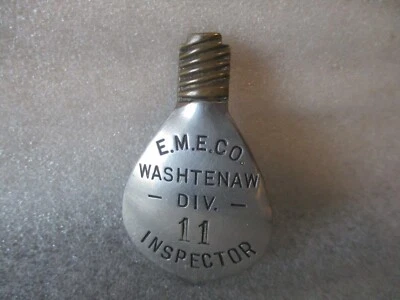 E.M.E.CO.
WASHTENAW
- DIV. -
11
INSPECTOR